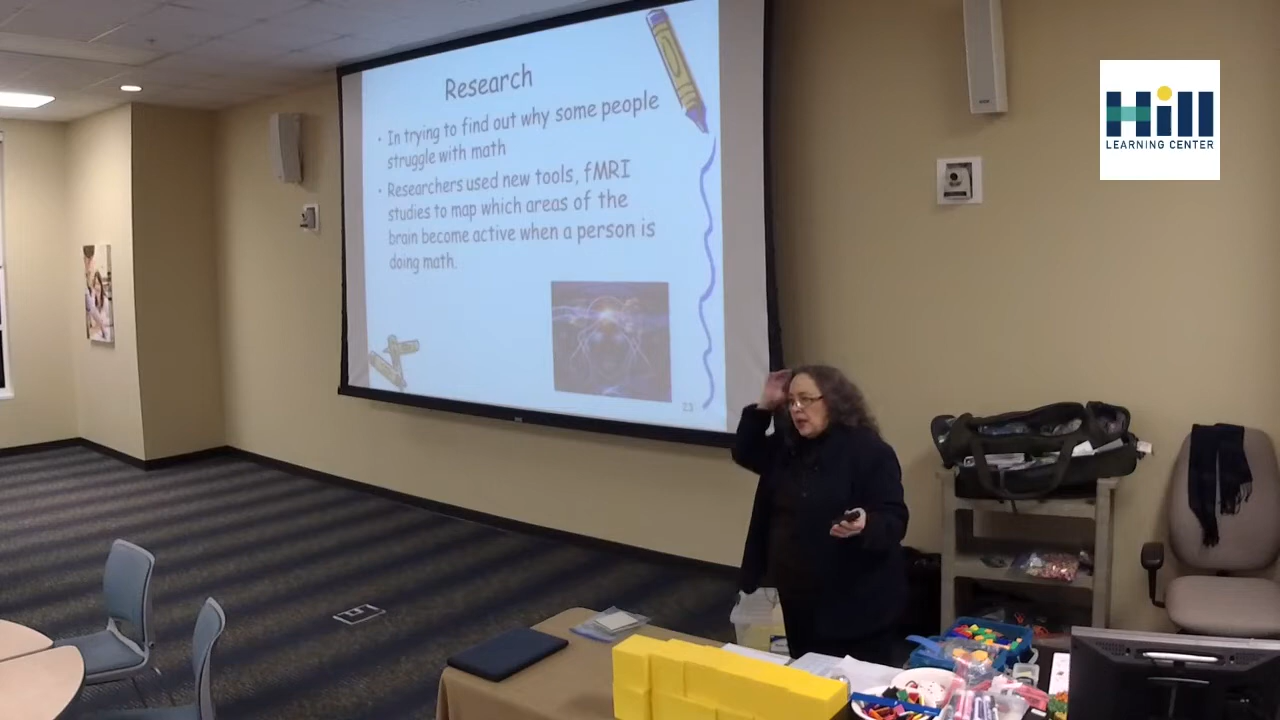 Research
• In trying to find out why some people
struggle with math
• Researchers used new tools, fMRI
studies to map which areas of the
brain become active when a person is
doing math.
23
Hill
LEARNING CENTER